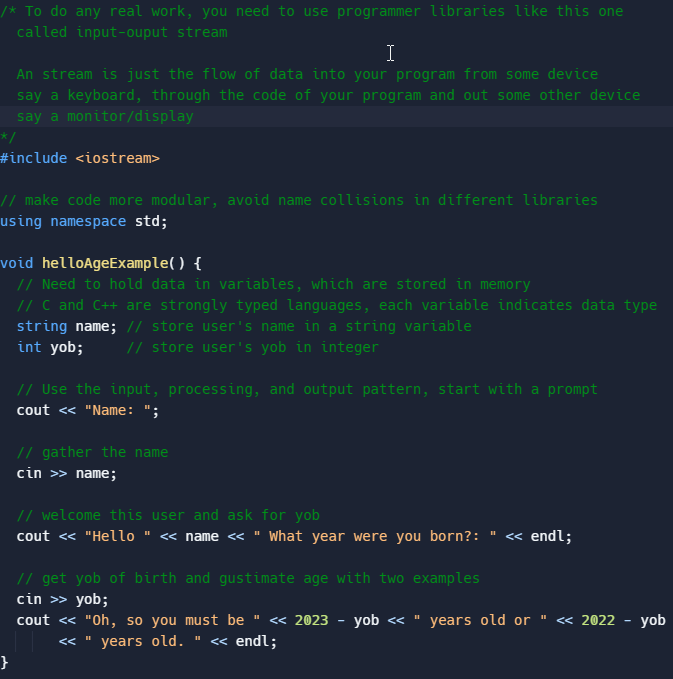 /* To do any real work, you need to use programmer libraries like this one
called input-ouput stream
An stream is just the flow of data into your program from some device
say a keyboard, through the code of your program and out some other device
say a monitor/display
*/
#include <iostream>
// make code more modular, avoid name collisions in different libraries
using namespace std;
void helloAgeExample() {
// Need to hold data in variables, which are stored in memory
// C and C++ are strongly typed languages, each variable indicates data type
string name; // store user's name in a string variable
int yob;     // store user's yob in integer
// Use the input, processing, and output pattern, start with a prompt
cout << "Name: ";
// gather the name
cin >> name;
// welcome this user and ask for yob
cout << "Hello " << name << " What year were you born?: " << endl;
// get yob of birth and gustimate age with two examples
cin >> yob;
cout << "Oh, so you must be " << 2023 - yob << " years old or " << 2022 - yob
<< " years old. " << endl;
}